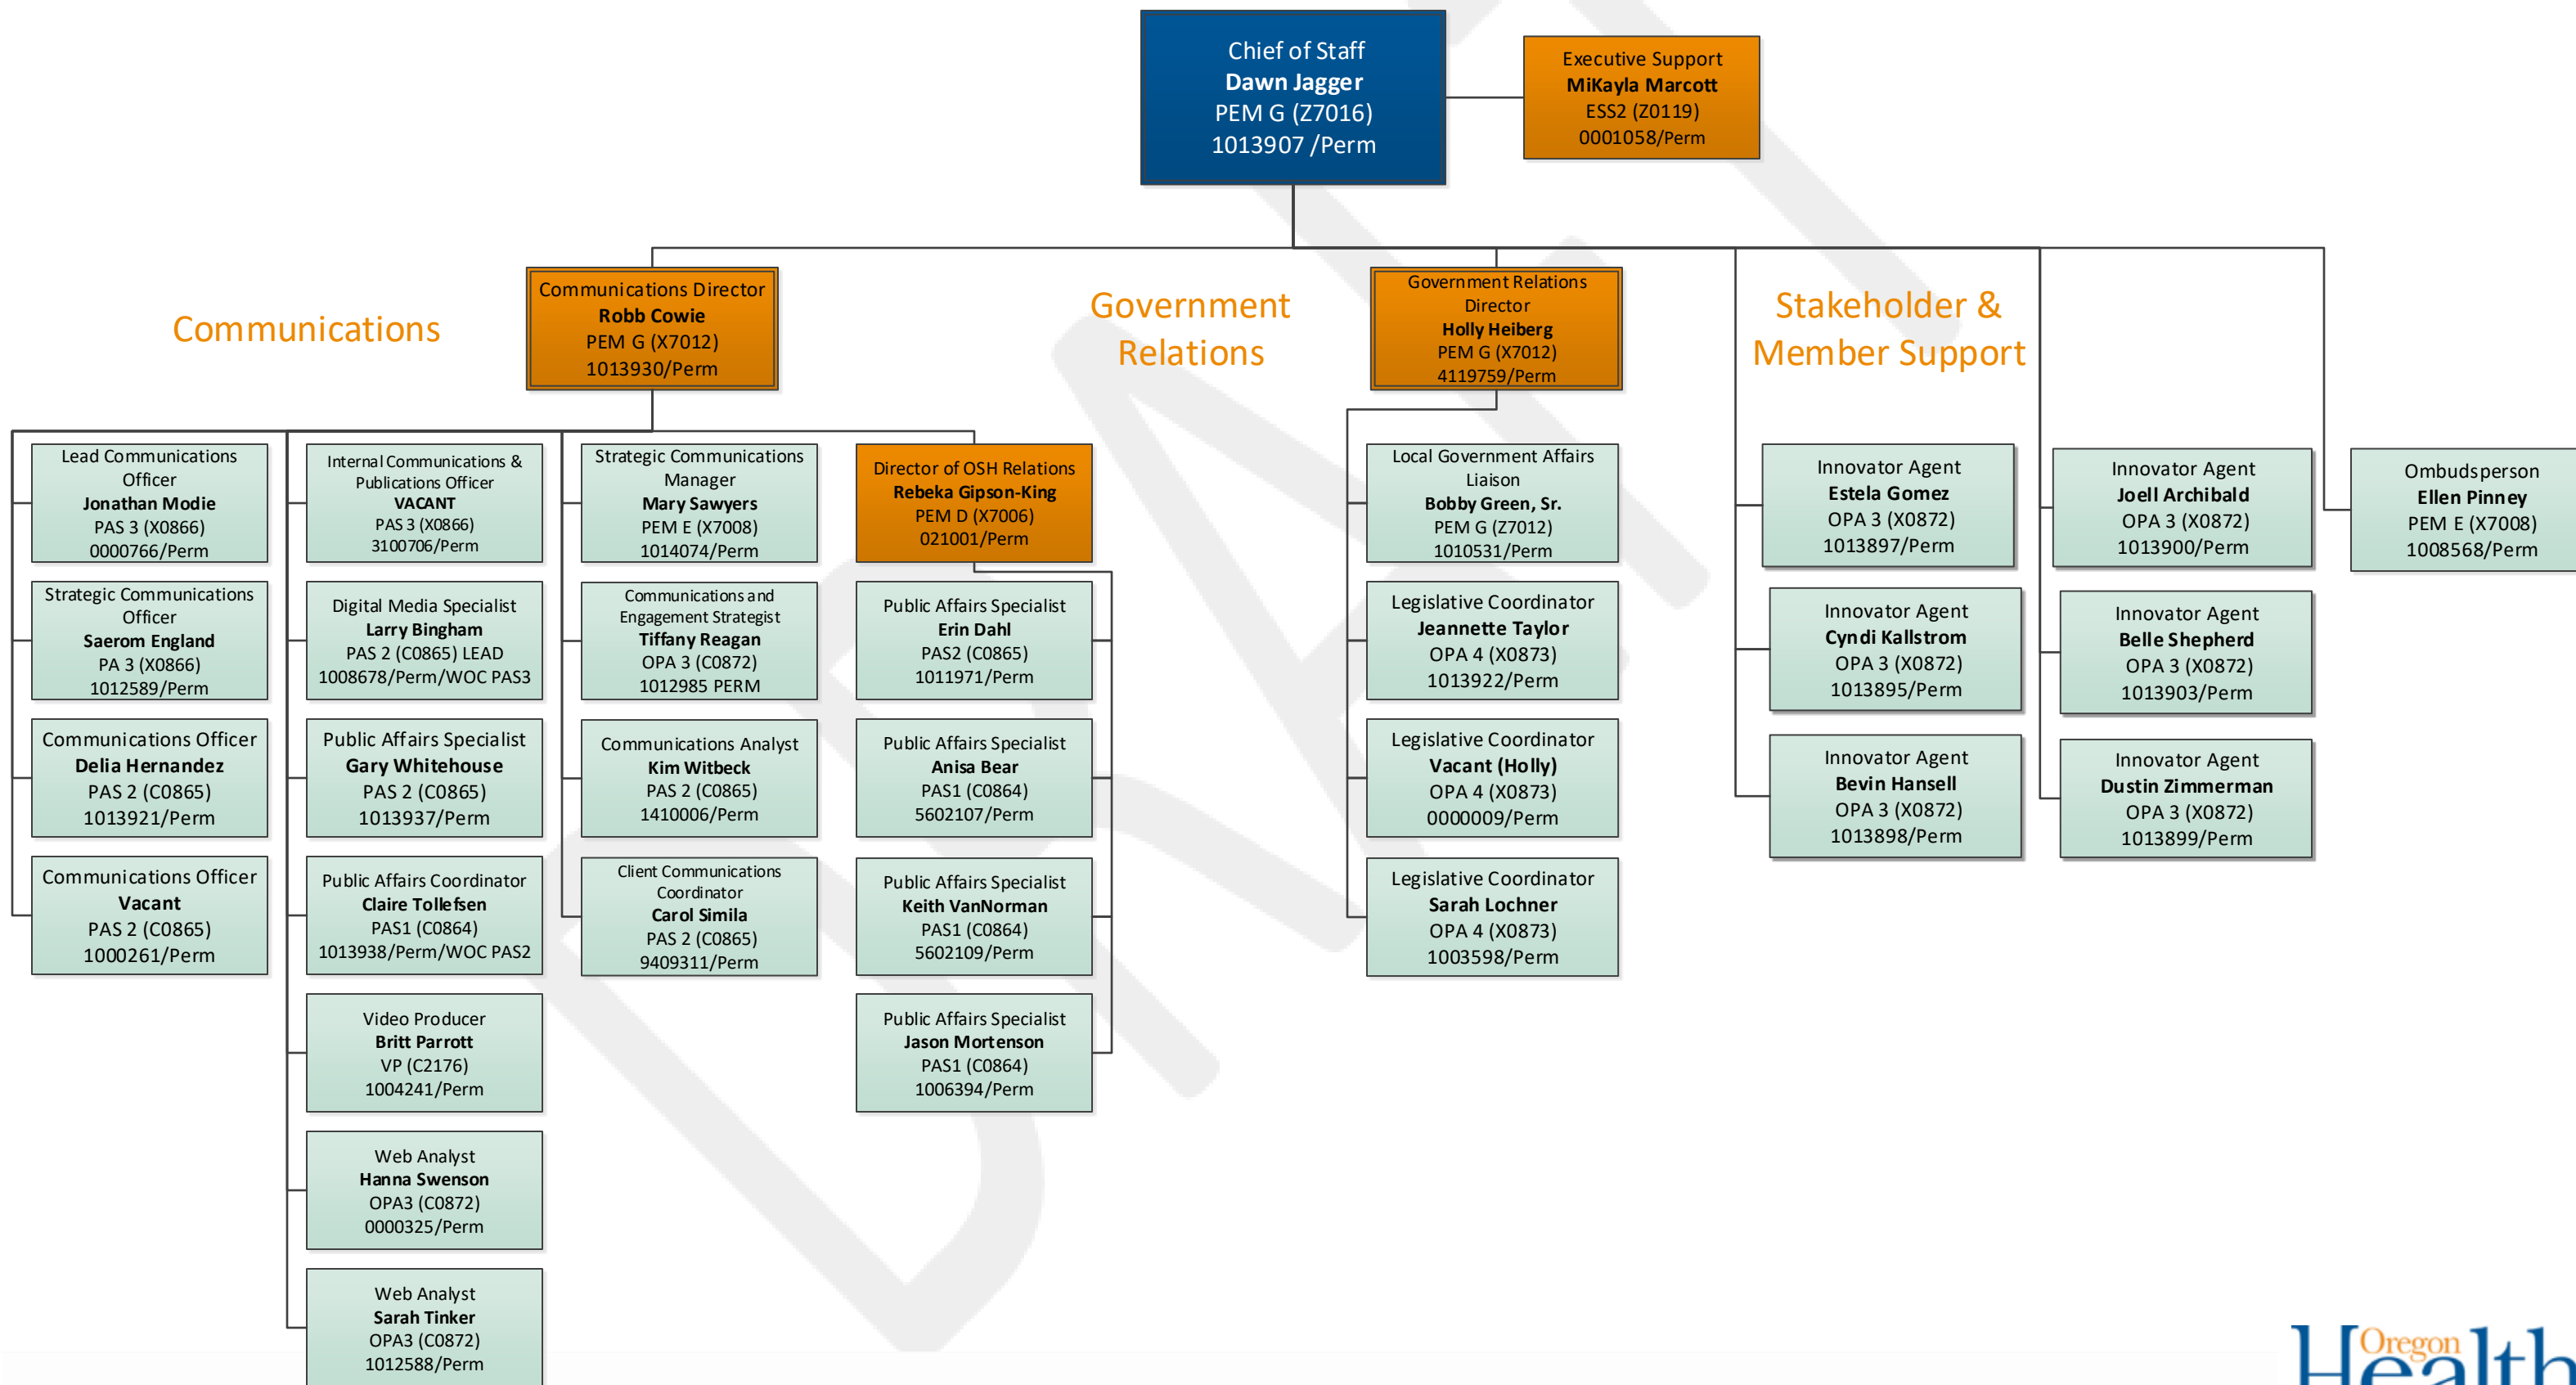 Chief of Staff
Dawn Jagger
PEM G (Z7016)
1013907 /Perm
Executive Support
MiKayla Marcott
ESS2 (Z0119)
0001058/Perm
Communications
Communications Director
Robb Cowie
PEM G (X7012)
1013930/Perm
Government
Relations
Government Relations
Director
Holly Heiberg
PEM G (X7012)
4119759/Perm
Stakeholder &
Member Support
Lead Communications
Officer
Jonathan Modie
PAS 3 (X0866)
0000766/Perm
Strategic Communications
Officer
Saerom England
PA 3 (X0866)
1012589/Perm
Communications Officer
Delia Hernandez
PAS 2 (C0865)
1013921/Perm
Communications Officer
Vacant
PAS 2 (C0865)
1000261/Perm
Internal Communications &
Publications Officer
VACANT
PAS 3 (X0866)
3100706/Perm
Digital Media Specialist
Larry Bingham
PAS 2 (C0865) LEAD
1008678/Perm/WOC PAS3
Public Affairs Specialist
Gary Whitehouse
PAS 2 (C0865)
1013937/Perm
Public Affairs Coordinator
Claire Tollefsen
PAS1 (C0864)
1013938/Perm/WOC PAS2
Video Producer
Britt Parrott
VP (C2176)
1004241/Perm
Web Analyst
Hanna Swenson
OPA3 (C0872)
0000325/Perm
Web Analyst
Sarah Tinker
OPA3 (C0872)
1012588/Perm
Strategic Communications
Manager
Mary Sawyers
PEM E (X7008)
1014074/Perm
Communications and
Engagement Strategist
Tiffany Reagan
OPA 3 (C0872)
1012985 PERM
Communications Analyst
Kim Witbeck
PAS 2 (C0865)
1410006/Perm
Client Communications
Coordinator
Carol Simila
PAS 2 (C0865)
9409311/Perm
Director of OSH Relations
Rebeka Gipson-King
PEM D (X7006)
021001/Perm
Public Affairs Specialist
Erin Dahl
PAS2 (C0865)
1011971/Perm
Public Affairs Specialist
Anisa Bear
PAS1 (C0864)
5602107/Perm
Public Affairs Specialist
Keith VanNorman
PAS1 (C0864)
5602109/Perm
Public Affairs Specialist
Jason Mortenson
PAS1 (C0864)
1006394/Perm
Local Government Affairs
Liaison
Bobby Green, Sr.
PEM G (Z7012)
1010531/Perm
Legislative Coordinator
Jeannette Taylor
OPA 4 (X0873)
1013922/Perm
Legislative Coordinator
Vacant (Holly)
OPA 4 (X0873)
0000009/Perm
Legislative Coordinator
Sarah Lochner
OPA 4 (X0873)
1003598/Perm
Innovator Agent
Estela Gomez
OPA 3 (X0872)
1013897/Perm
Innovator Agent
Cyndi Kallstrom
OPA 3 (X0872)
1013895/Perm
Innovator Agent
Bevin Hansell
OPA 3 (X0872)
1013898/Perm
Innovator Agent
Joell Archibald
OPA 3 (X0872)
1013900/Perm
Innovator Agent
Belle Shepherd
OPA 3 (X0872)
1013903/Perm
Innovator Agent
Dustin Zimmerman
OPA 3 (X0872)
1013899/Perm
Ombudsperson
Ellen Pinney
PEM E (X7008)
1008568/Perm
DRAFT
Oregon
Health